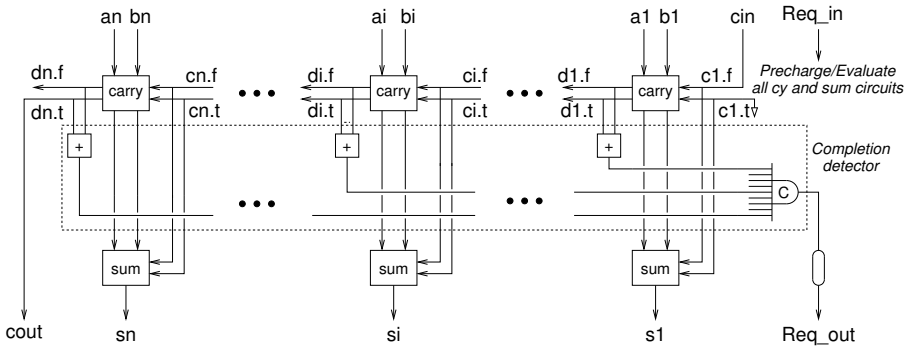 an bn ai bi a1 b1 cin Req_in
dn.f carry cn.f di.f carry ci.f d1.f carry c1.f Precharge/Evaluate
all cy and sum circuits
dn.t cn.t di.t ci.t d1.t c1.t
+ + + Completion
detector
C
sum sum sum
cout sn si s1 Req_out